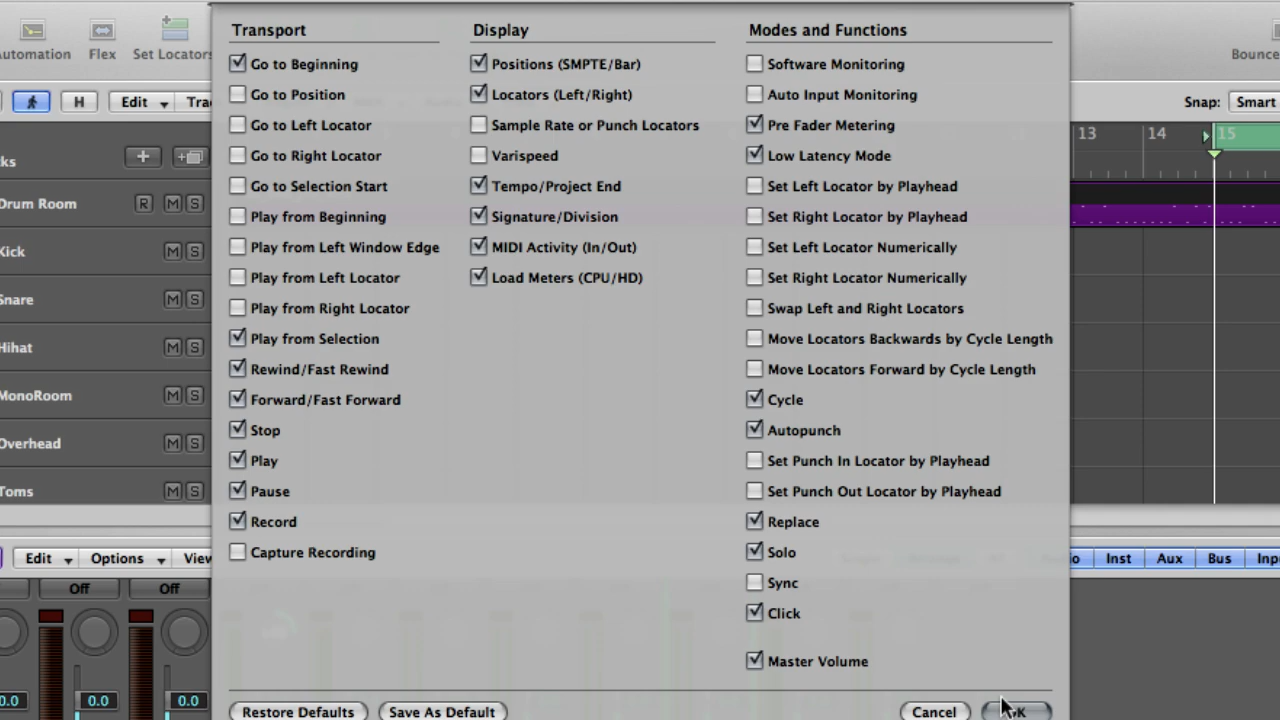 Transport
Display
Modes and Functions
Go to Beginning
Go to Position
Go to Left Locator
Go to Right Locator
Go to Selection Start
Play from Beginning
Play from Left Window Edge
Play from Left Locator
Play from Right Locator
Play from Selection
Rewind/Fast Rewind
Forward/Fast Forward
Stop
Play
Pause
Record
Capture Recording
Positions (SMPTE/Bar)
Locators (Left/Right)
Sample Rate or Punch Locators
Varispeed
Tempo/Project End
Signature/Division
MIDI Activity (In/Out)
Load Meters (CPU/HD)
Software Monitoring
Auto Input Monitoring
Pre Fader Metering
Low Latency Mode
Set Left Locator by Playhead
Set Right Locator by Playhead
Set Left Locator Numerically
Set Right Locator Numerically
Swap Left and Right Locators
Move Locators Backwards by Cycle Length
Move Locators Forward by Cycle Length
Cycle
Autopunch
Set Punch In Locator by Playhead
Set Punch Out Locator by Playhead
Replace
Solo
Sync
Click
Master Volume
Restore Defaults
Save As Default
Cancel
K
utomation
Flex
Set Locators
Bounce
H
Edit
Trac
Snap:
Smart
13
14
15
ks
Drum Room R M S
Kick M S
Snare M S
Hihat M S
MonoRoom M S
Overhead M S
Toms M S
Edit
Options
View
io
Inst
Aux
Bus
Inpu
Off
Off
0.0
0.0
0.0